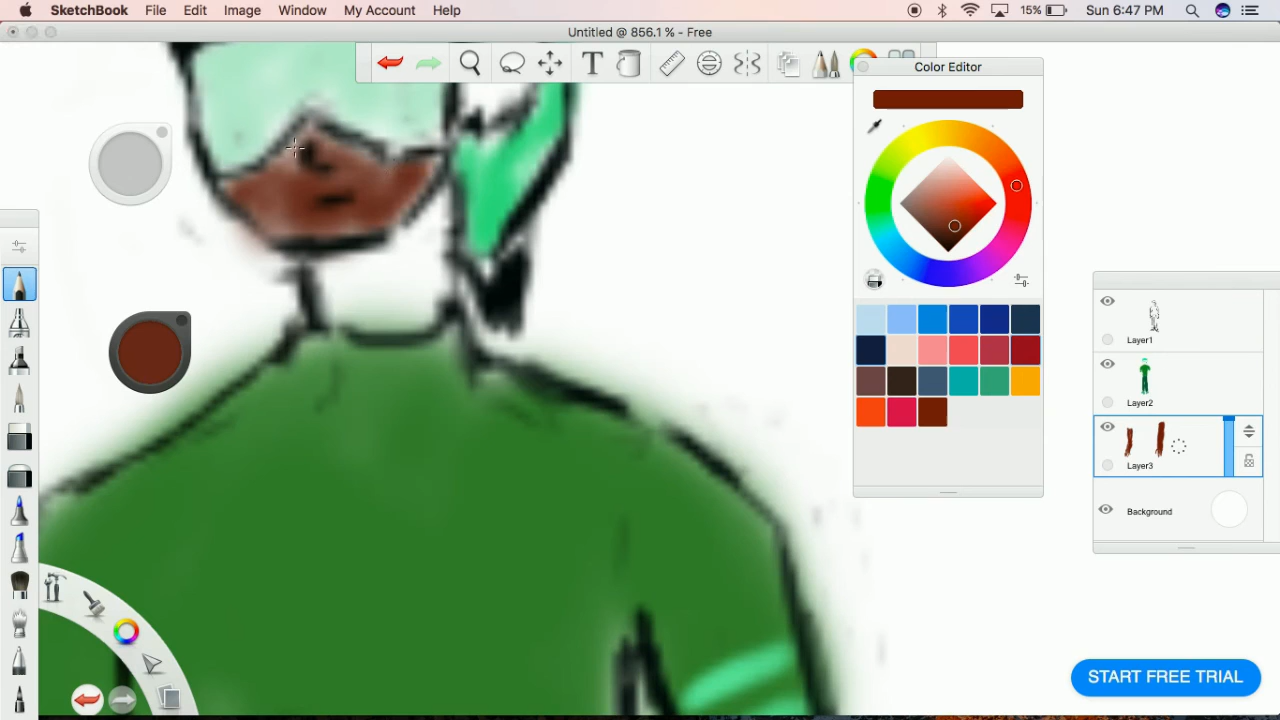 SketchBook File Edit Image Window My Account Help 15% Sun 6:47 PM
Untitled @ 856.1 % - Free
T
Color Editor
Layer1
Layer2
Layer3
Background
START FREE TRIAL